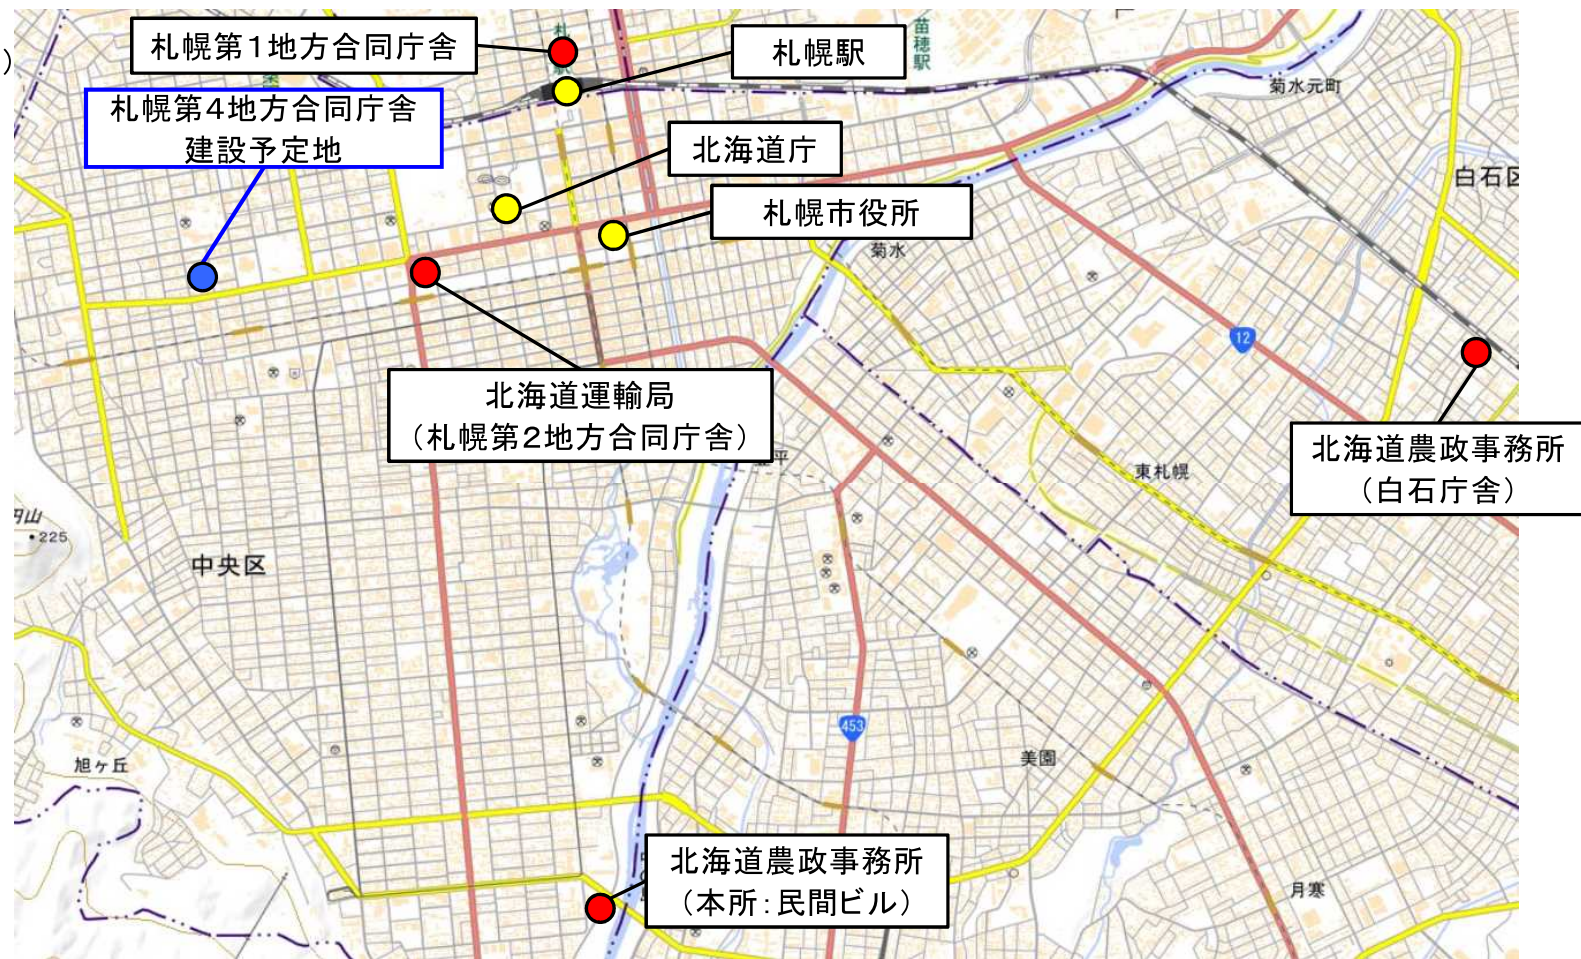 ）
札幌第1地方合同庁舎
札幌駅
苗穂駅
菊水元町
札幌第4地方合同庁舎
建設予定地
北海道庁
白石区
札幌市役所
菊水
12
北海道運輸局
（札幌第2地方合同庁舎）
北海道農政事務所
（白石庁舎）
東札幌
円山
225
中央区
453
美園
旭ヶ丘
北海道農政事務所
（本所：民間ビル）
月寒